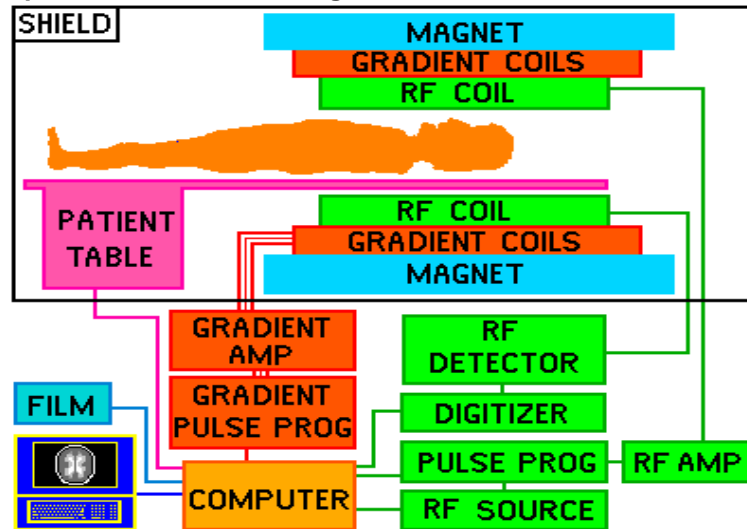 SHIELD
MAGNET
GRADIENT COILS
RF COIL
PATIENT
TABLE
RF COIL
GRADIENT COILS
MAGNET
GRADIENT
AMP
RF
DETECTOR
GRADIENT
PULSE PROG
FILM
DIGITIZER
PULSE PROG
RF AMP
COMPUTER
RF SOURCE